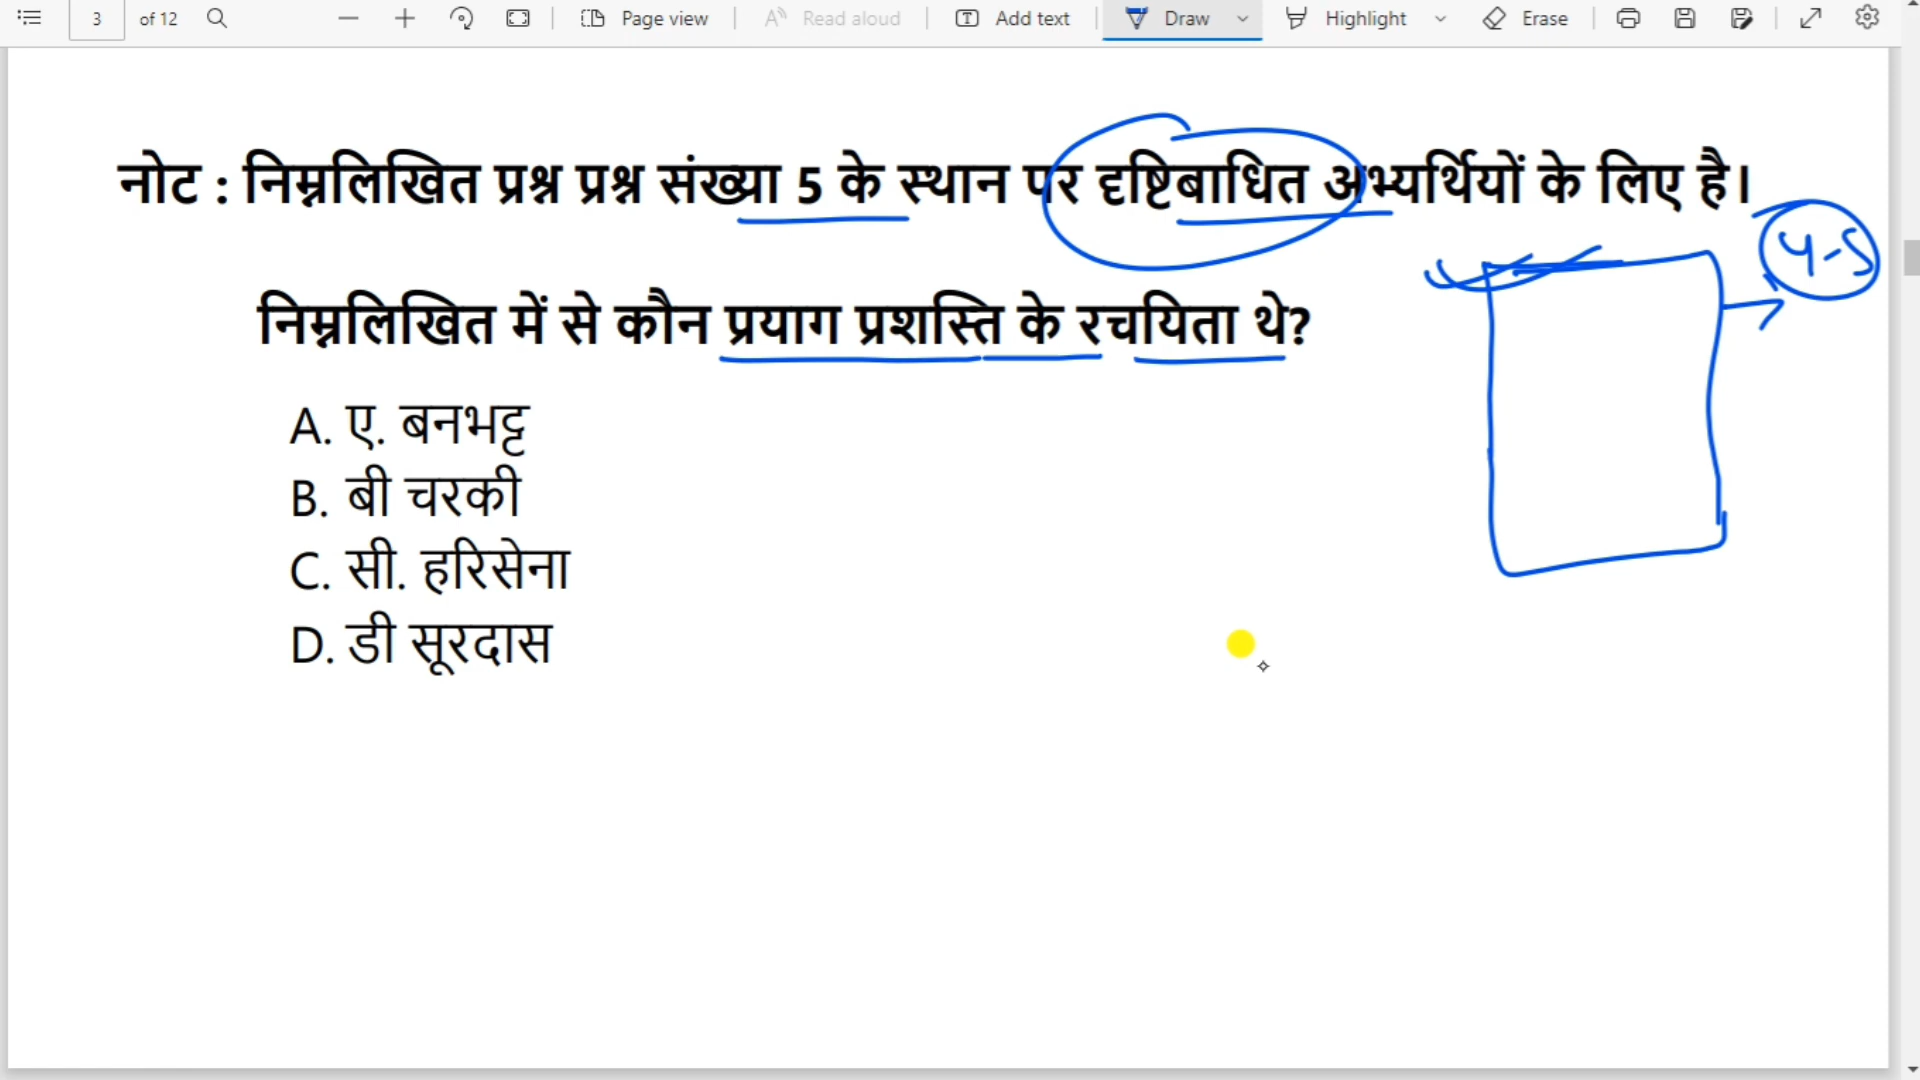 3 of 12 Page view Read aloud Add text Draw Highlight Erase
नोट : निम्नलिखित प्रश्न प्रश्न संख्या 5 के स्थान पर दृष्टिबाधित अभ्यर्थियों के लिए है।
4-5
निम्नलिखित में से कौन प्रयाग प्रशस्ति के रचयिता थे?
A. ए. बनभट्ट
B. बी चरकी
C. सी. हरिसेना
D. डी सूरदास